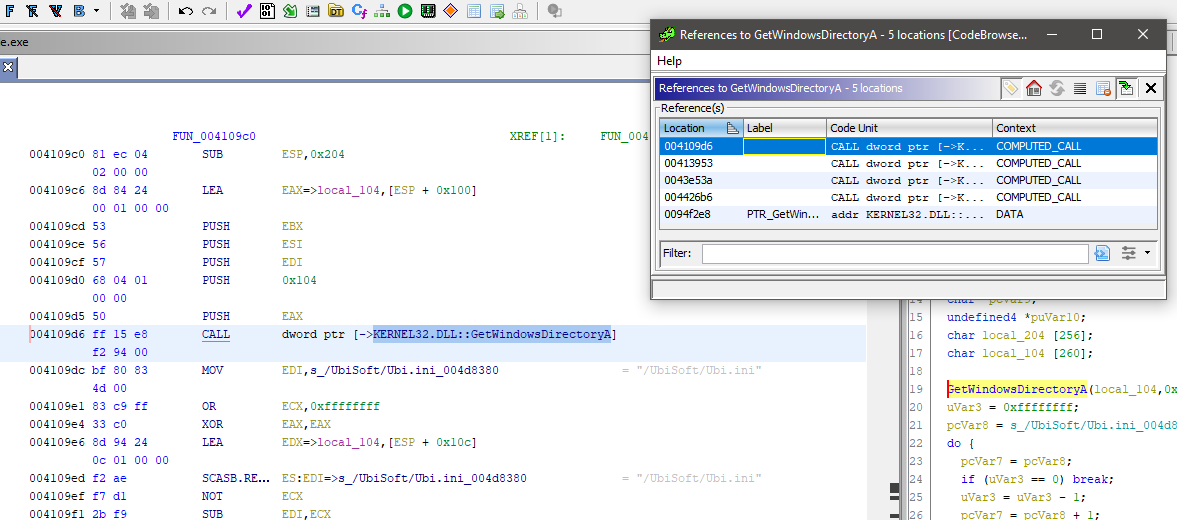 e.exe
References to GetWindowsDirectoryA - 5 locations [CodeBrowse...
Help
References to GetWindowsDirectoryA - 5 locations
Reference(s)
Location Label Code Unit Context
004109d6 CALL dword ptr [->K... COMPUTED_CALL
00413953 CALL dword ptr [->K... COMPUTED_CALL
0043e53a CALL dword ptr [->K... COMPUTED_CALL
004426b6 CALL dword ptr [->K... COMPUTED_CALL
0094f2e8 PTR_GetWin... addr KERNEL32.DLL::... DATA
Filter:
FUN_004109c0 XREF[1]: FUN_004
004109c0 81 ec 04 SUB ESP,0x204
02 00 00
004109c6 8d 84 24 LEA EAX=>local_104,[ESP + 0x100]
00 01 00 00
004109cd 53 PUSH EBX
004109ce 56 PUSH ESI
004109cf 57 PUSH EDI
004109d0 68 04 01 PUSH 0x104
00 00
004109d5 50 PUSH EAX
004109d6 ff 15 e8 CALL dword ptr [->KERNEL32.DLL::GetWindowsDirectoryA]
f2 94 00
004109dc bf 80 83 MOV EDI,s_/UbiSoft/Ubi.ini_004d8380 = "/UbiSoft/Ubi.ini"
4d 00
004109e1 83 c9 ff OR ECX,0xffffffff
004109e4 33 c0 XOR EAX,EAX
004109e6 8d 94 24 LEA EDX=>local_104,[ESP + 0x10c]
0c 01 00 00
004109ed f2 ae SCASB.RE... ES:EDI=>s_/UbiSoft/Ubi.ini_004d8380 = "/UbiSoft/Ubi.ini"
004109ef f7 d1 NOT ECX
004109f1 2b f9 SUB EDI,ECX
14 char *pcVar9;
15 undefined4 *puVar10;
16 char local_204 [256];
17 char local_104 [260];
18
19 GetWindowsDirectoryA(local_104,0x
20 uVar3 = 0xffffffff;
21 pcVar8 = s_/UbiSoft/Ubi.ini_004d8
22 do {
23 pcVar7 = pcVar8;
24 if (uVar3 == 0) break;
25 uVar3 = uVar3 - 1;
26 pcVar7 = pcVar8 + 1;